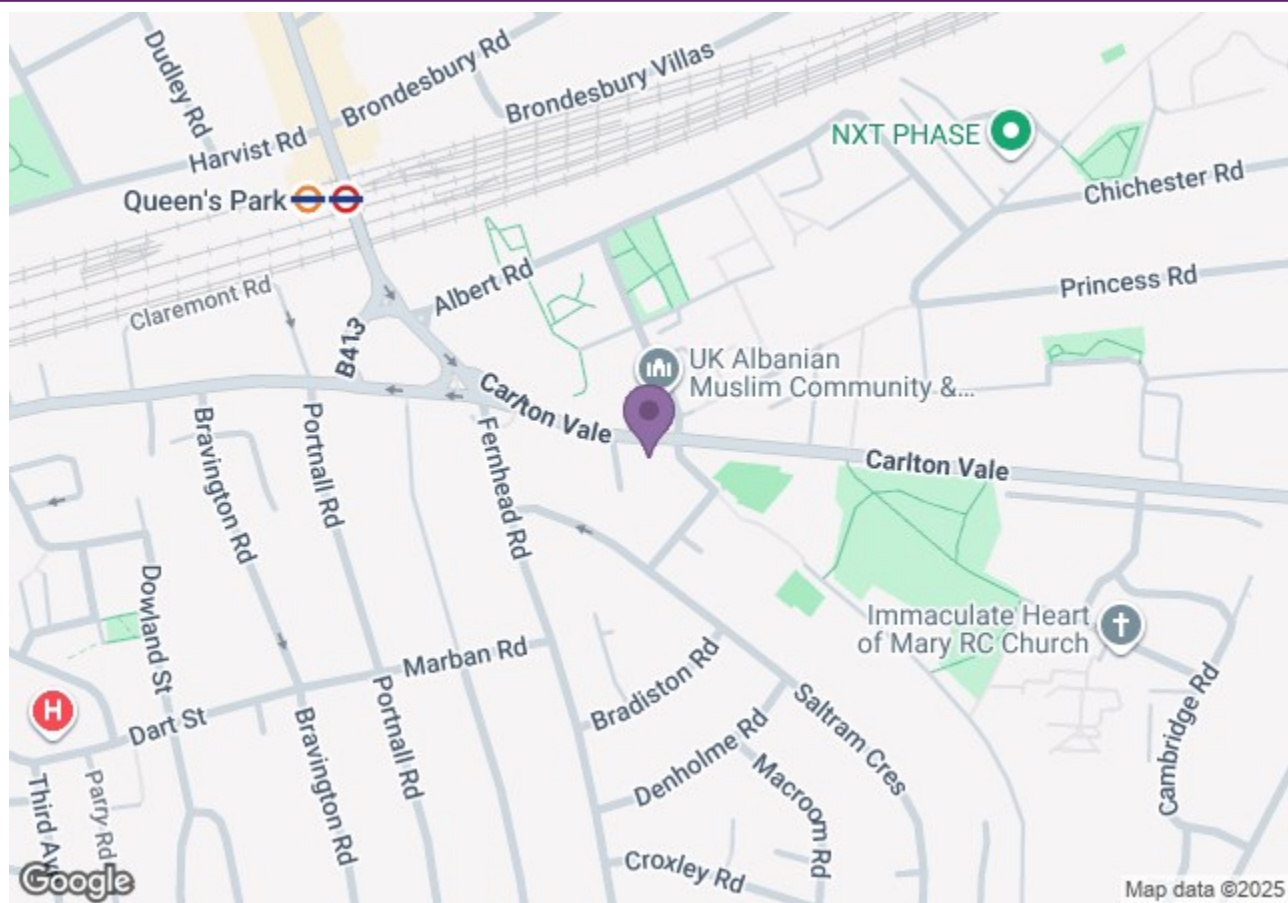 Dudley Rd
Brondesbury Rd
Brondesbury Villas
Harvist Rd
NXT PHASE
Chichester Rd
Queen's Park
Albert Rd
Princess Rd
Claremont Rd
B413
UK Albanian
Muslim Community &...
Carlton Vale
Carlton Vale
Bravington Rd
Portnall Rd
Fernhead Rd
Dowland St
Immaculate Heart
of Mary RC Church
Marban Rd
Bradiston Rd
Saltram Cres
Cambridge Rd
H
Dart St
Portnall Rd
Bravington Rd
Denholme Rd
Macroom Rd
Third Ave
Parry Rd
Croxley Rd
Google
Map data ©2025